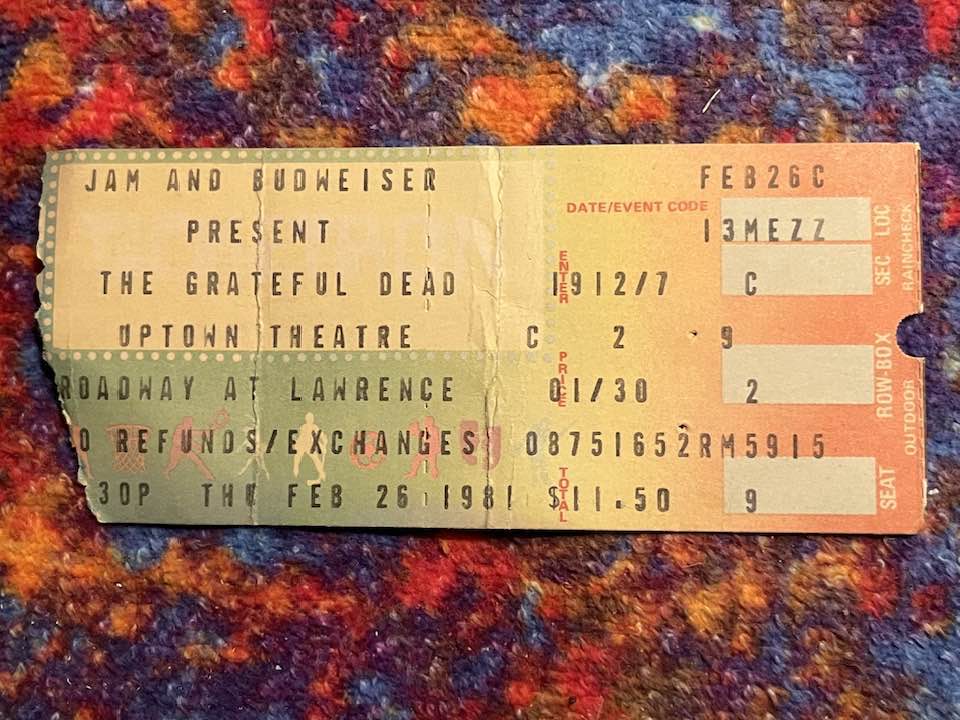 JAM AND BUDWEISER
PRESENT
THE GRATEFUL DEAD
UPTOWN THEATRE
ROADWAY AT LAWRENCE
O REFUNDS/EXCHANGES
30P THU FEB 26 1981
FEB26C
DATE/EVENT CODE
13MEZZ
ENTER
1912/7 C
C 2 9
PRICE
01/30 2
08751652RM5915
TOTAL
$11.50 9
SEC LOC
RAINCHECK
ROW-BOX
OUTDOOR
SEAT